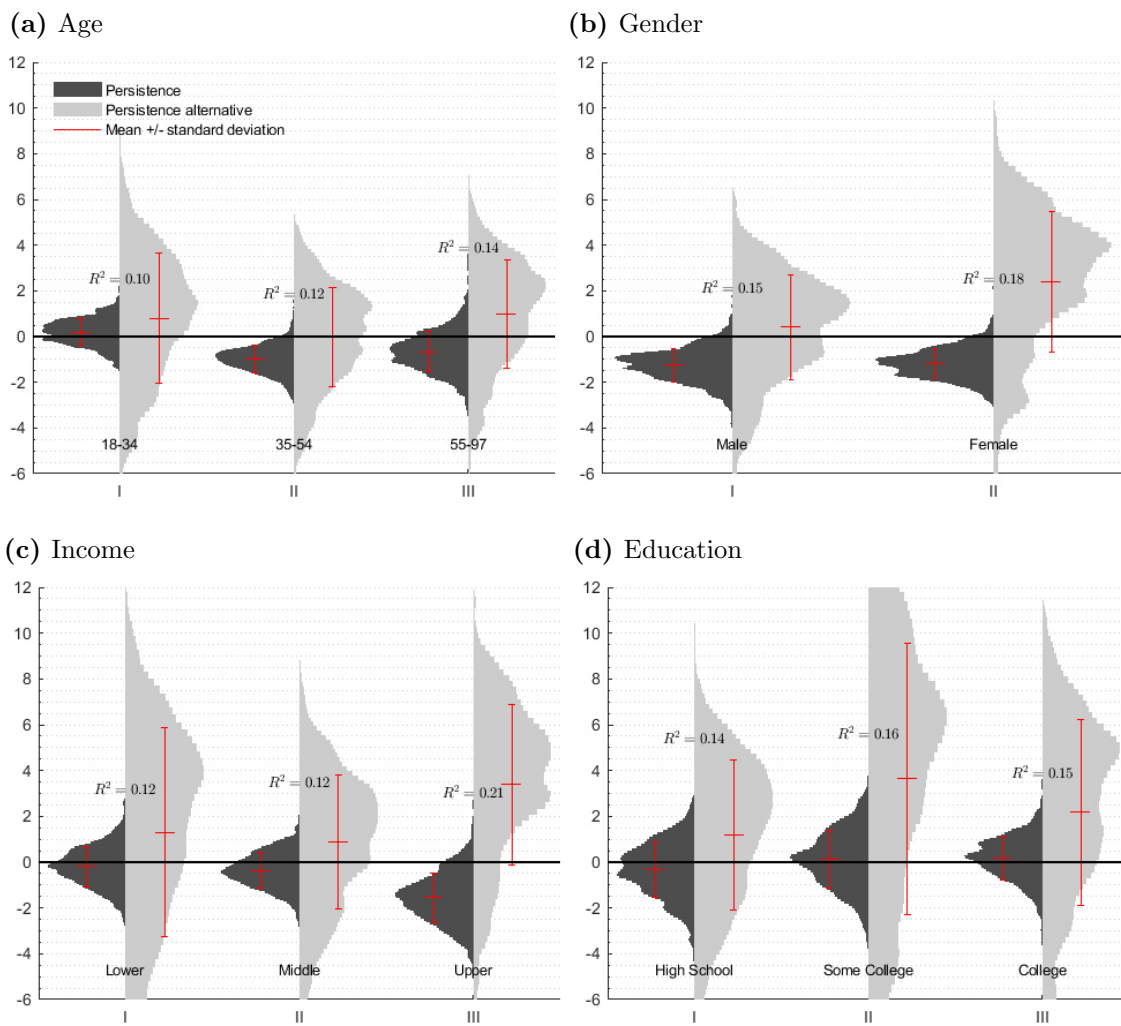 (a) Age
12
10
8
6
4
2
0
-2
-4
-6
Persistence
Persistence alternative
Mean +/- standard deviation
R² = 0.10
R² = 0.12
R² = 0.14
18-34
35-54
55-97
I
II
III
(b) Gender
12
10
8
6
4
2
0
-2
-4
-6
R² = 0.15
R² = 0.18
Male
Female
I
II
(c) Income
12
10
8
6
4
2
0
-2
-4
-6
R² = 0.12
R² = 0.12
R² = 0.21
Lower
Middle
Upper
I
II
III
(d) Education
12
10
8
6
4
2
0
-2
-4
-6
R² = 0.14
R² = 0.16
R² = 0.15
High School
Some College
College
I
II
III